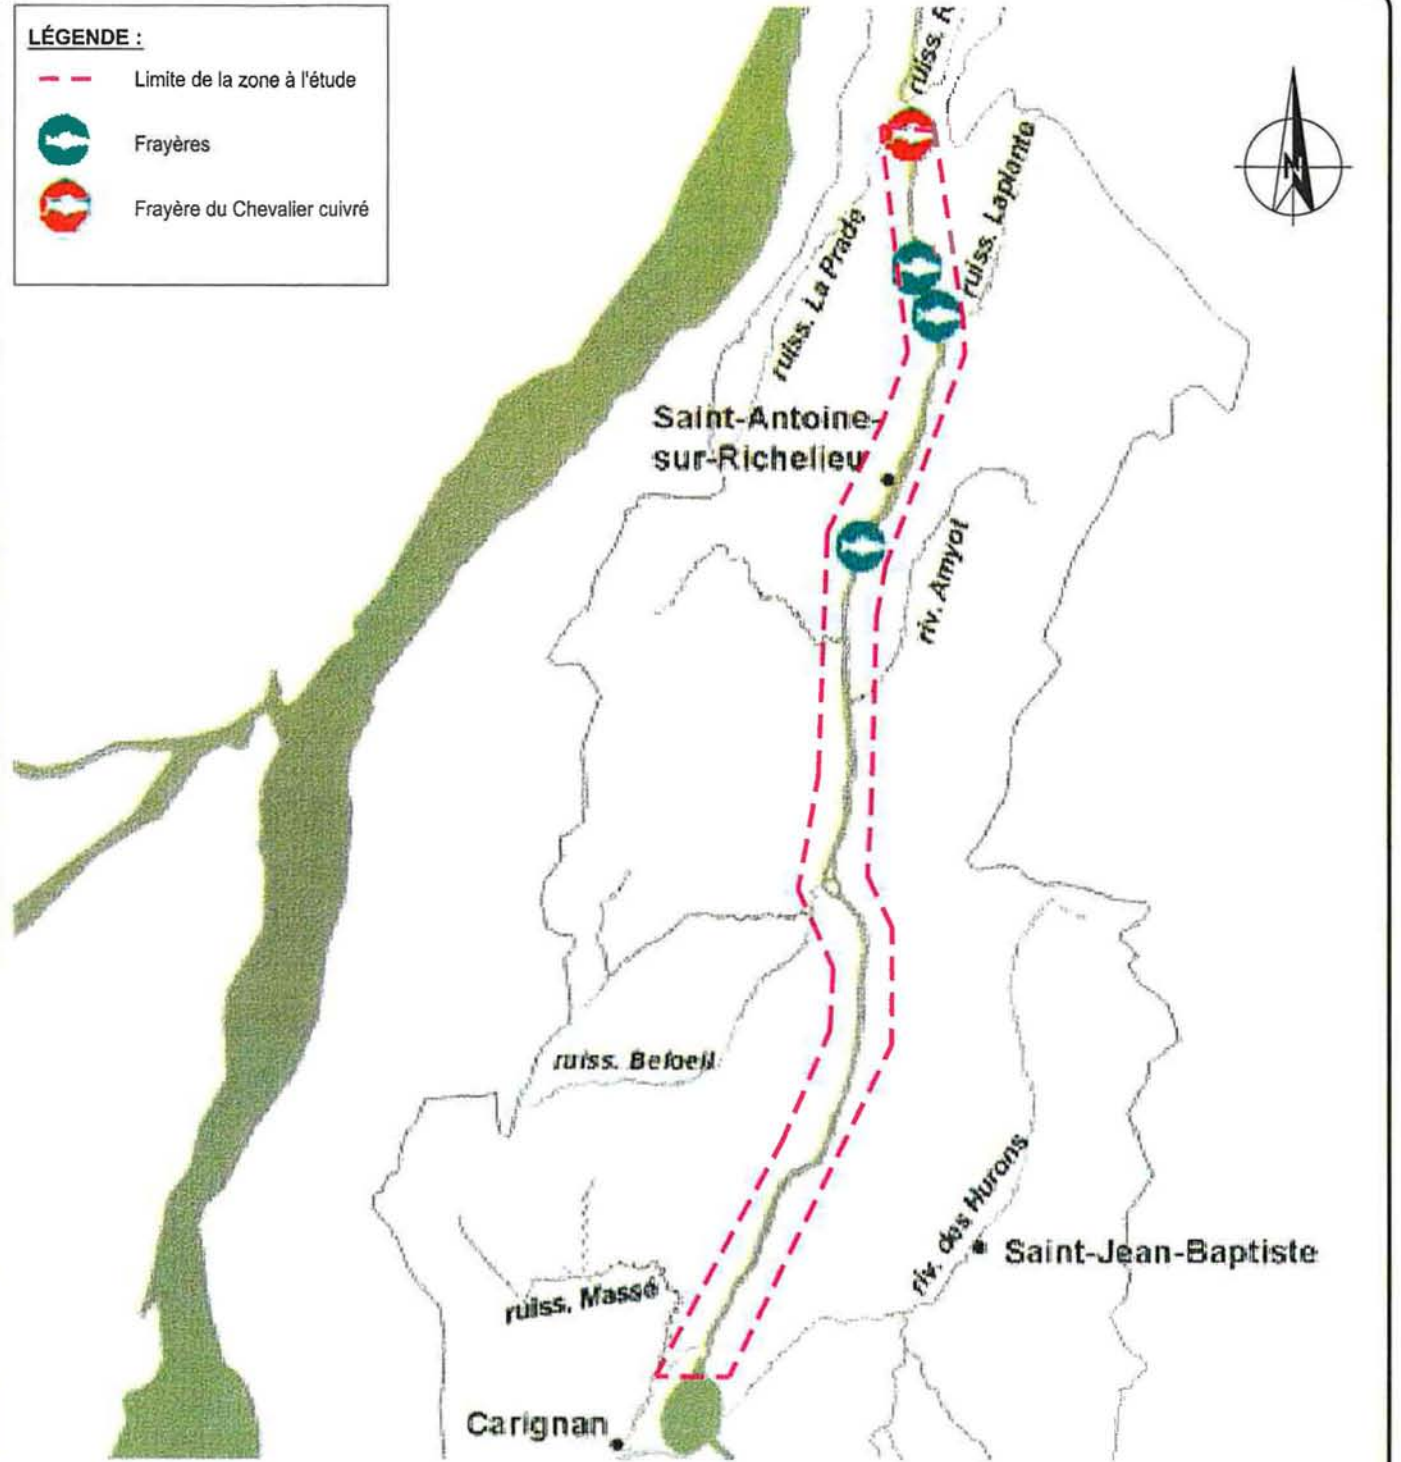 LÉGENDE :
Limite de la zone à l'étude
Frayères
Frayère du Chevalier cuivré
ruiss.
N
ruiss. Laplante
ruiss. La Prade
Saint-Antoine-
sur-Richelieu
riv. Amyot
ruiss. Beloeil
riv. des Hurons
Saint-Jean-Baptiste
ruiss. Massé
Carignan